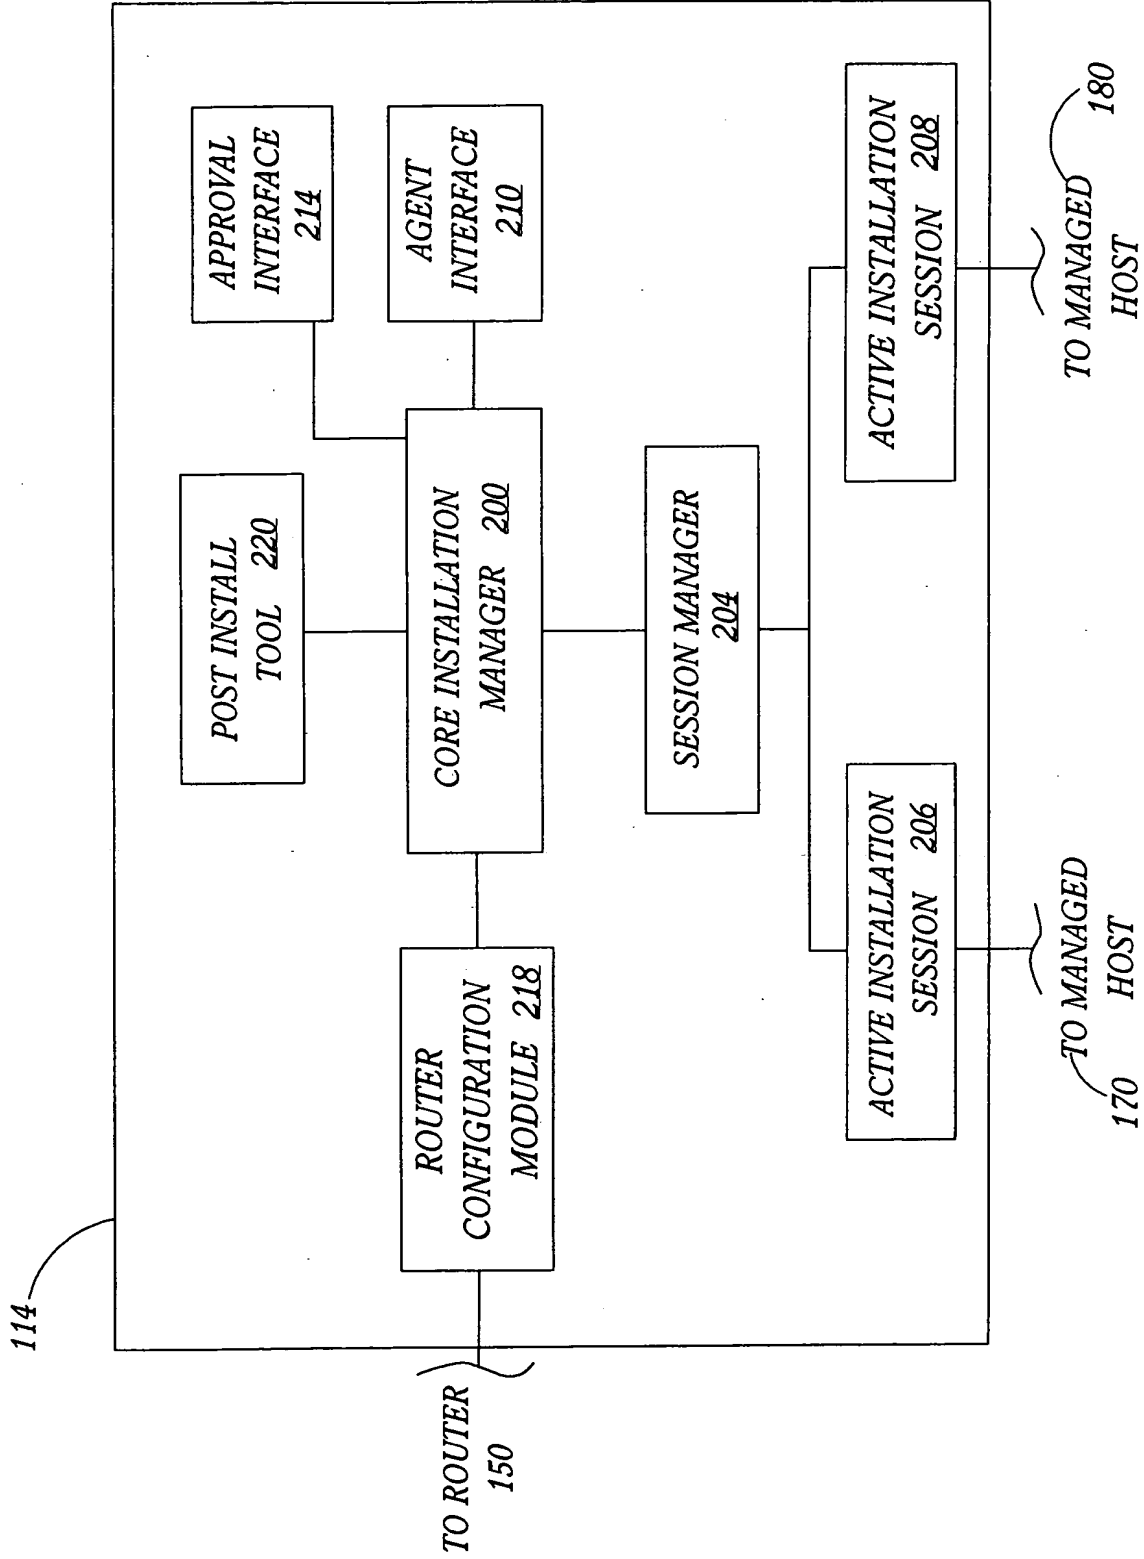 114
POST INSTALL
TOOL 220
APPROVAL
INTERFACE
214
TO ROUTER
150
ROUTER
CONFIGURATION
MODULE 218
CORE INSTALLATION
MANAGER 200
AGENT
INTERFACE
210
SESSION MANAGER
204
ACTIVE INSTALLATION
SESSION 206
ACTIVE INSTALLATION
SESSION 208
170
TO MANAGED
HOST
TO MANAGED
HOST
180